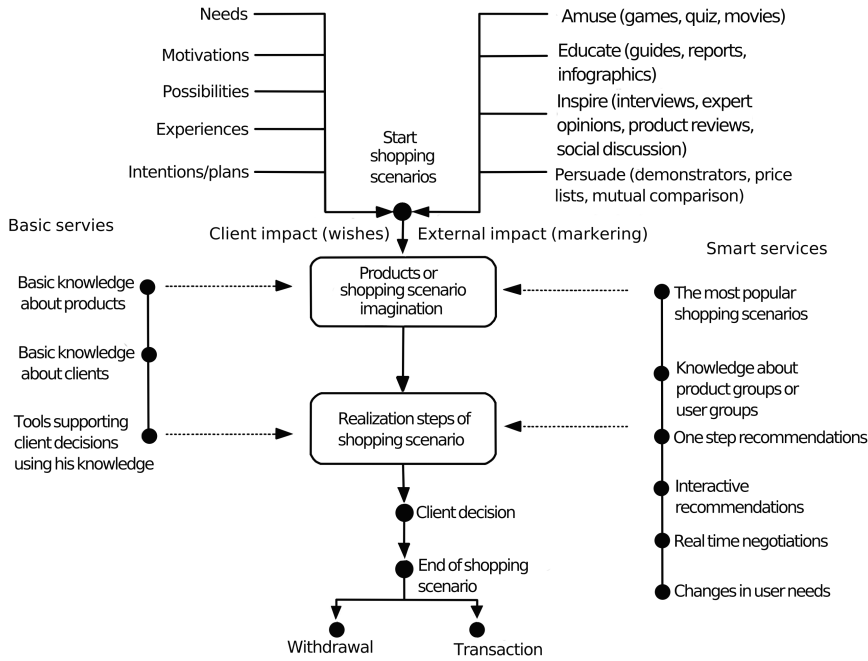 Needs
Motivations
Possibilities
Experiences
Intentions/plans
Amuse (games, quiz, movies)
Educate (guides, reports,
infographics)
Inspire (interviews, expert
opinions, product reviews,
social discussion)
Persuade (demonstrators, price
lists, mutual comparison)
Start
shopping
scenarios
Client impact (wishes)
External impact (markering)
Basic servies
Basic knowledge
about products
Basic knowledge
about clients
Tools supporting
client decisions
using his knowledge
Products or
shopping scenario
imagination
Realization steps of
shopping scenario
Client decision
End of shopping
scenario
Withdrawal
Transaction
Smart services
The most popular
shopping scenarios
Knowledge about
product groups or
user groups
One step recommendations
Interactive
recommendations
Real time negotiations
Changes in user needs